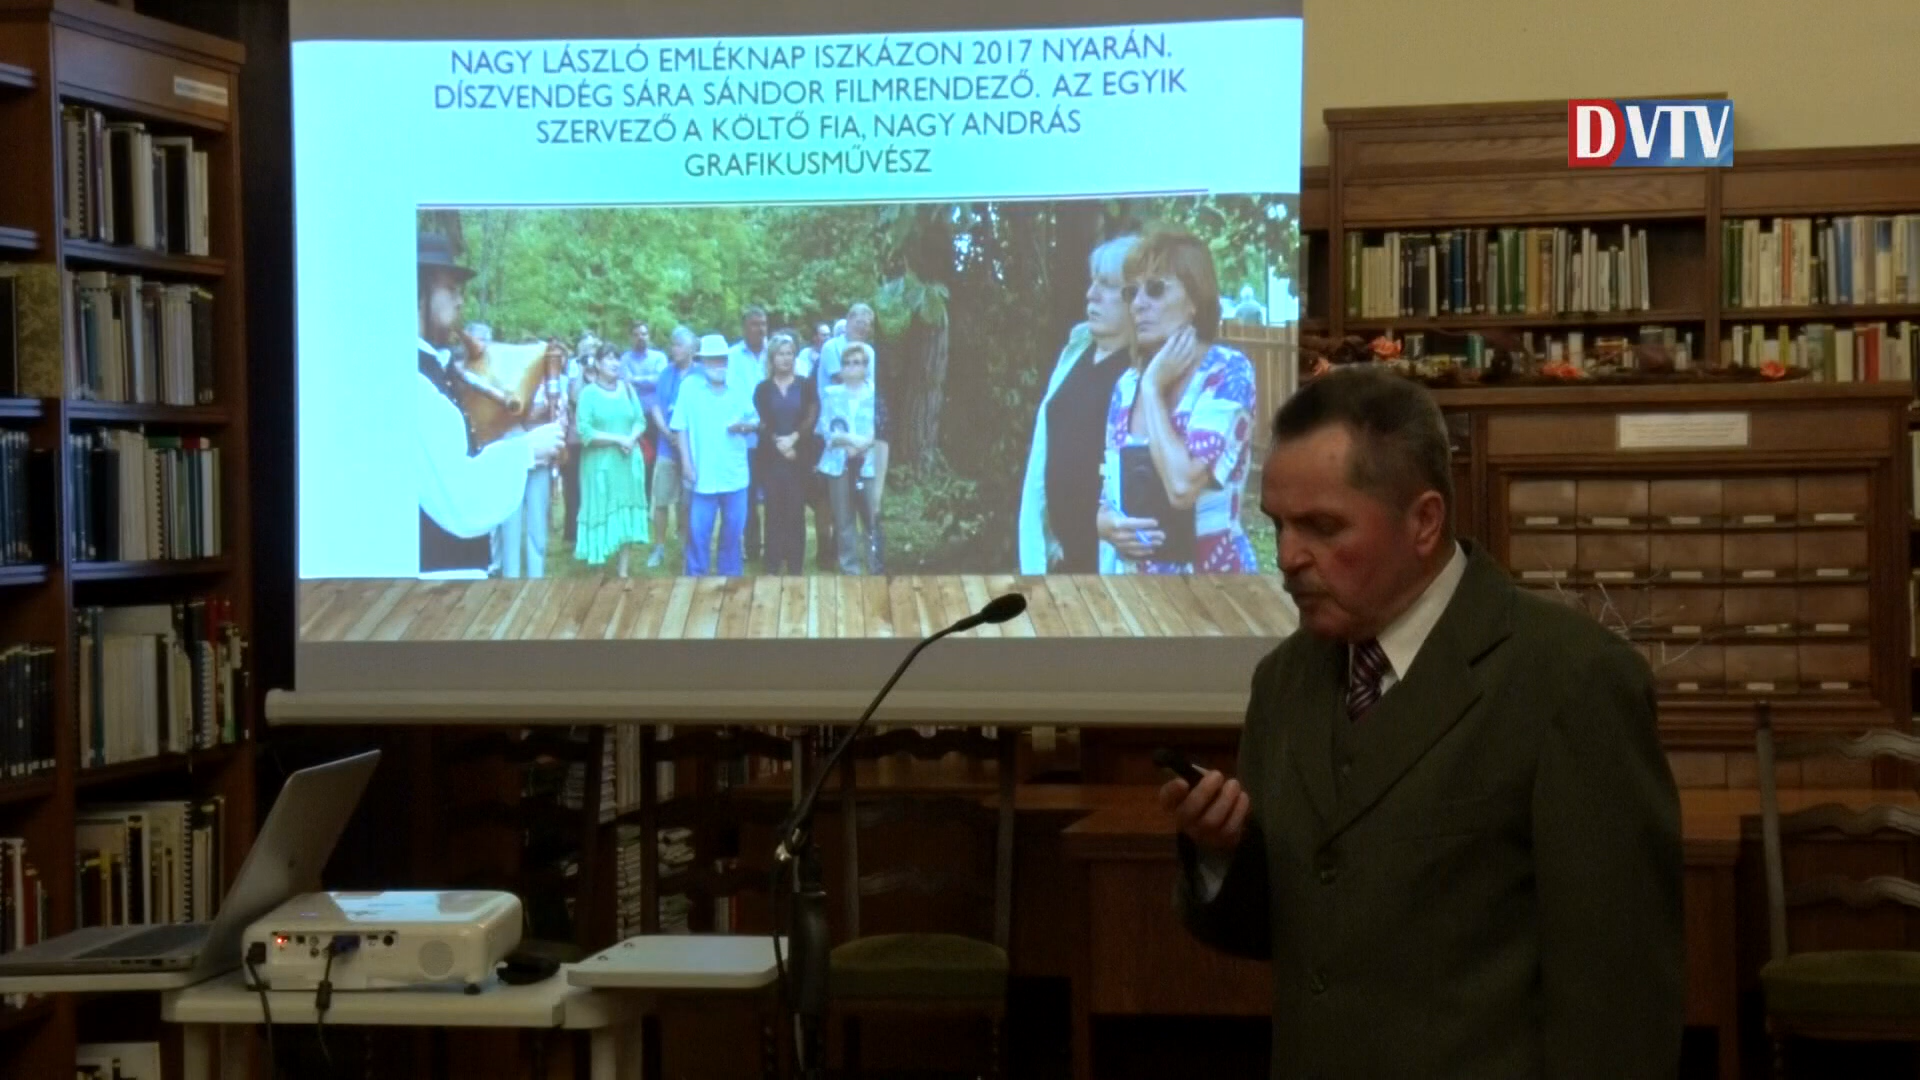 NAGY LÁSZLÓ EMLÉKNAP ISZKÁZON 2017 NYARÁN.
DÍSZVENDÉG SÁRA SÁNDOR FILMRENDEZŐ. AZ EGYIK
SZERVEZŐ A KÖLTŐ FIA, NAGY ANDRÁS
GRAFIKUSMŰVÉSZ
DVTV